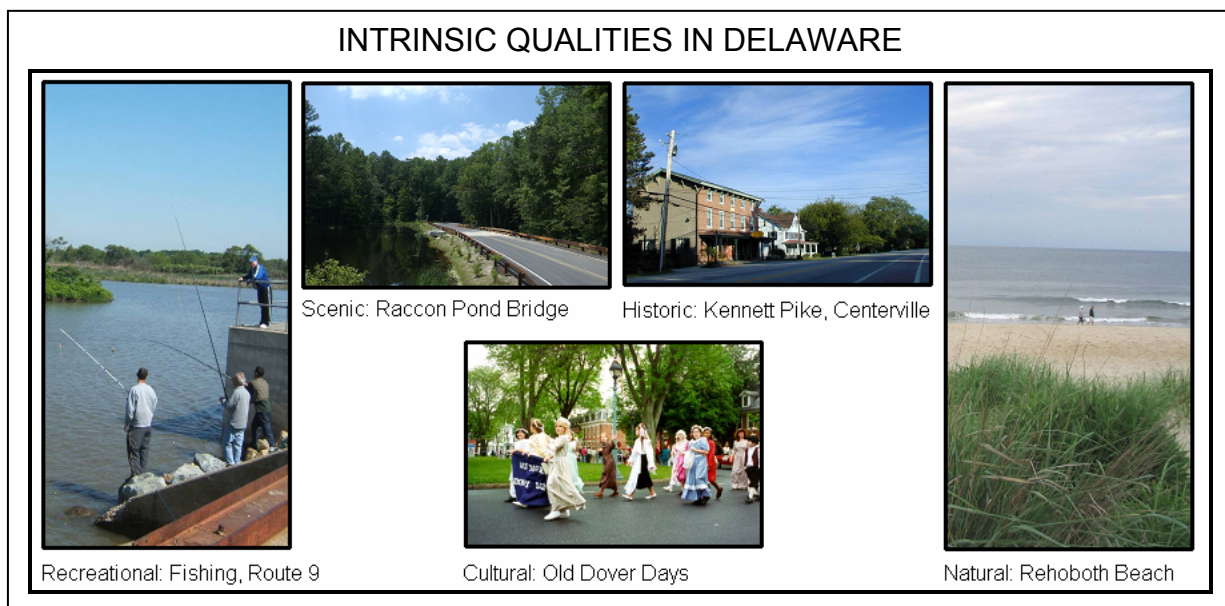 INTRINSIC QUALITIES IN DELAWARE
Scenic: Raccon Pond Bridge
Historic: Kennett Pike, Centerville
Recreational: Fishing, Route 9
Cultural: Old Dover Days
Natural: Rehoboth Beach